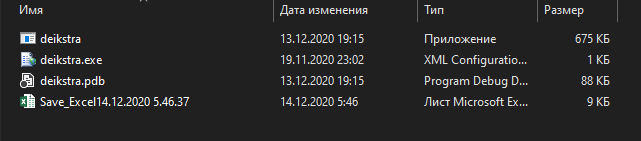 Имя Дата изменения Тип Размер
deikstra 13.12.2020 19:15 Приложение 675 КБ
deikstra.exe 19.11.2020 23:02 XML Configuratio... 1 КБ
deikstra.pdb 13.12.2020 19:15 Program Debug D... 88 КБ
Save_Excel14.12.2020 5.46.37 14.12.2020 5:46 Лист Microsoft Ex... 9 КБ